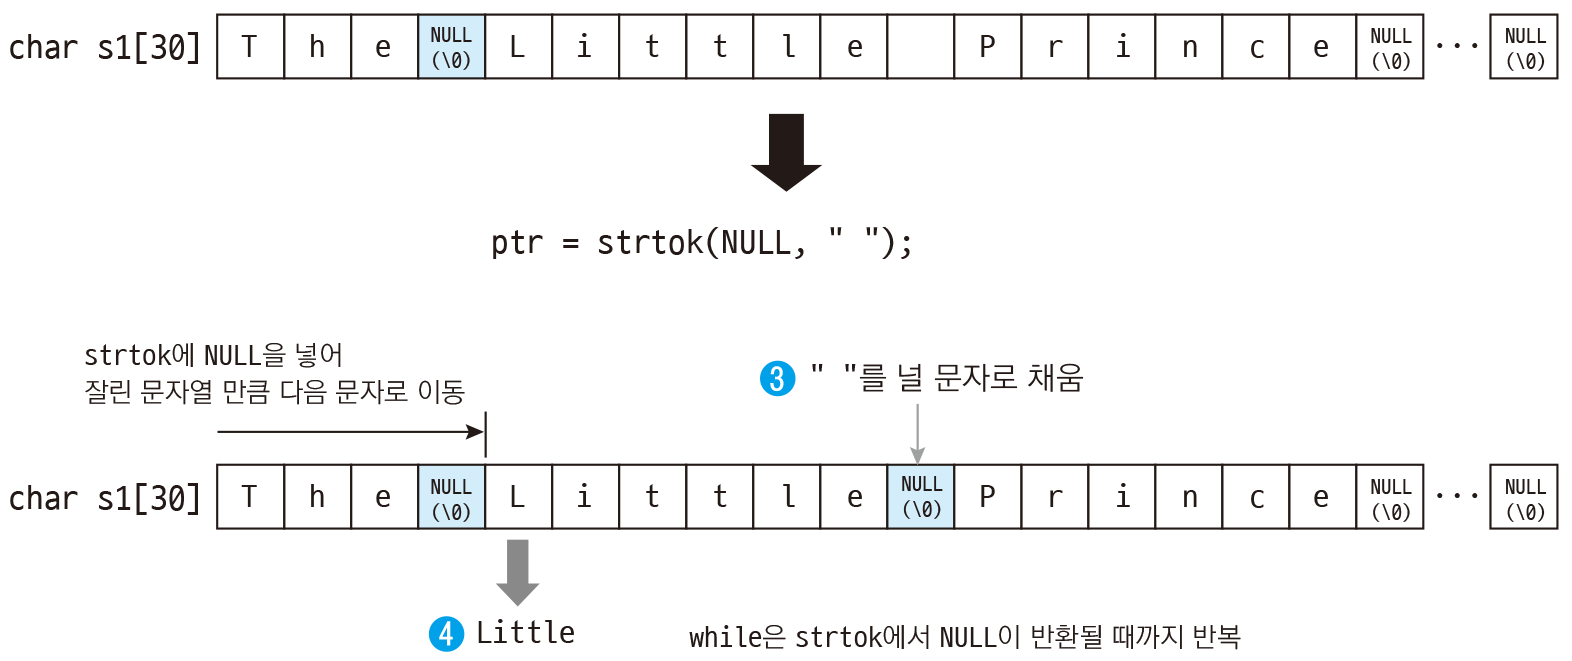 char s1[30] T h e NULL (\0) L i t t l e P r i n c e NULL (\0) ··· NULL (\0)
ptr = strtok(NULL, " ");
strtok에 NULL을 넣어
잘린 문자열 만큼 다음 문자로 이동
3 " "를 널 문자로 채움
char s1[30] T h e NULL (\0) L i t t l e NULL (\0) P r i n c e NULL (\0) ··· NULL (\0)
4 Little
while은 strtok에서 NULL이 반환될 때까지 반복